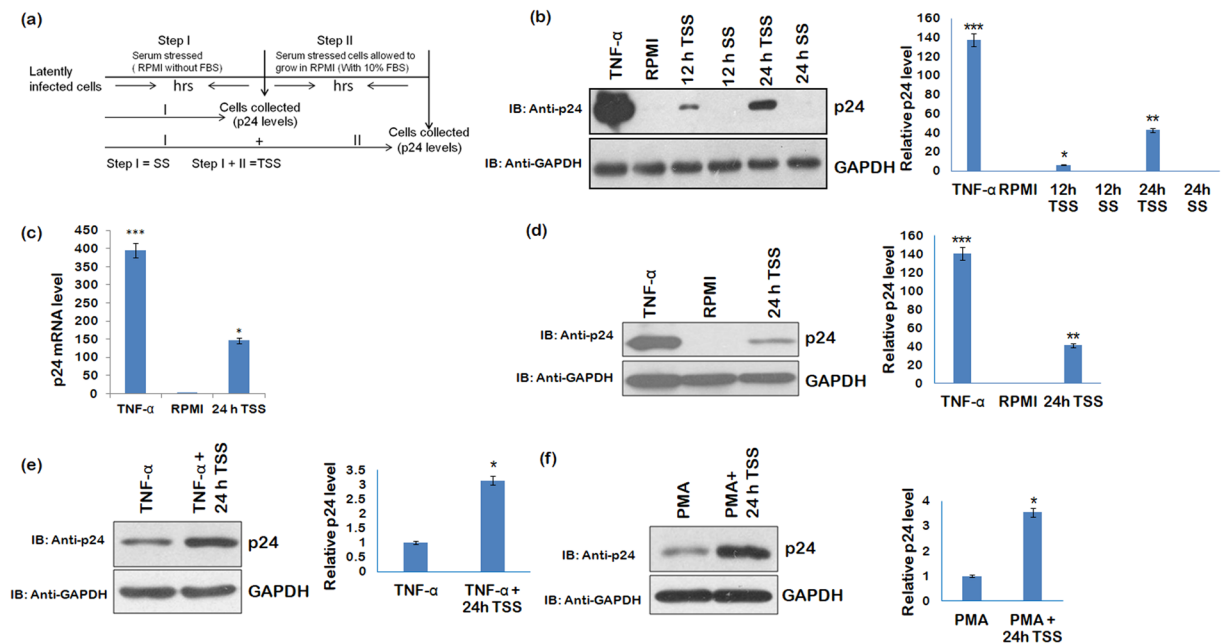 (a)
Step I
Step II
Serum stressed
( RPMI without FBS)
Serum stressed cells allowed to
grow in RPMI (With 10% FBS)
Latently
infected cells
hrs
hrs
I
Cells collected
(p24 levels)
I
+
II
Cells collected
(p24 levels)
Step I = SS
Step I + II =TSS
(b)
TNF-α
RPMI
12 h TSS
12 h SS
24 h TSS
24 h SS
IB: Anti-p24
p24
IB: Anti-GAPDH
GAPDH
Relative p24 level
160
140
120
100
80
60
40
20
0
***
*
**
TNF-α
RPMI
12h
TSS
12h
SS
24h
TSS
24h
SS
(c)
p24 mRNA level
450
400
350
300
250
200
150
100
50
0
***
*
TNF-α
RPMI
24 h TSS
(d)
TNF-α
RPMI
24 h TSS
IB: Anti-p24
p24
IB: Anti-GAPDH
GAPDH
Relative p24 level
160
140
120
100
80
60
40
20
0
***
**
TNF-α
RPMI
24h TSS
(e)
TNF-α
TNF-α +
24 h TSS
IB: Anti-p24
p24
IB: Anti-GAPDH
GAPDH
Relative p24 level
3.5
3
2.5
2
1.5
1
0.5
0
*
TNF-α
TNF-α +
24h TSS
(f)
PMA
PMA+
24 h TSS
IB: Anti-p24
p24
IB: Anti-GAPDH
GAPDH
Relative p24 level
4
3
2
1
0
*
PMA
PMA +
24h TSS